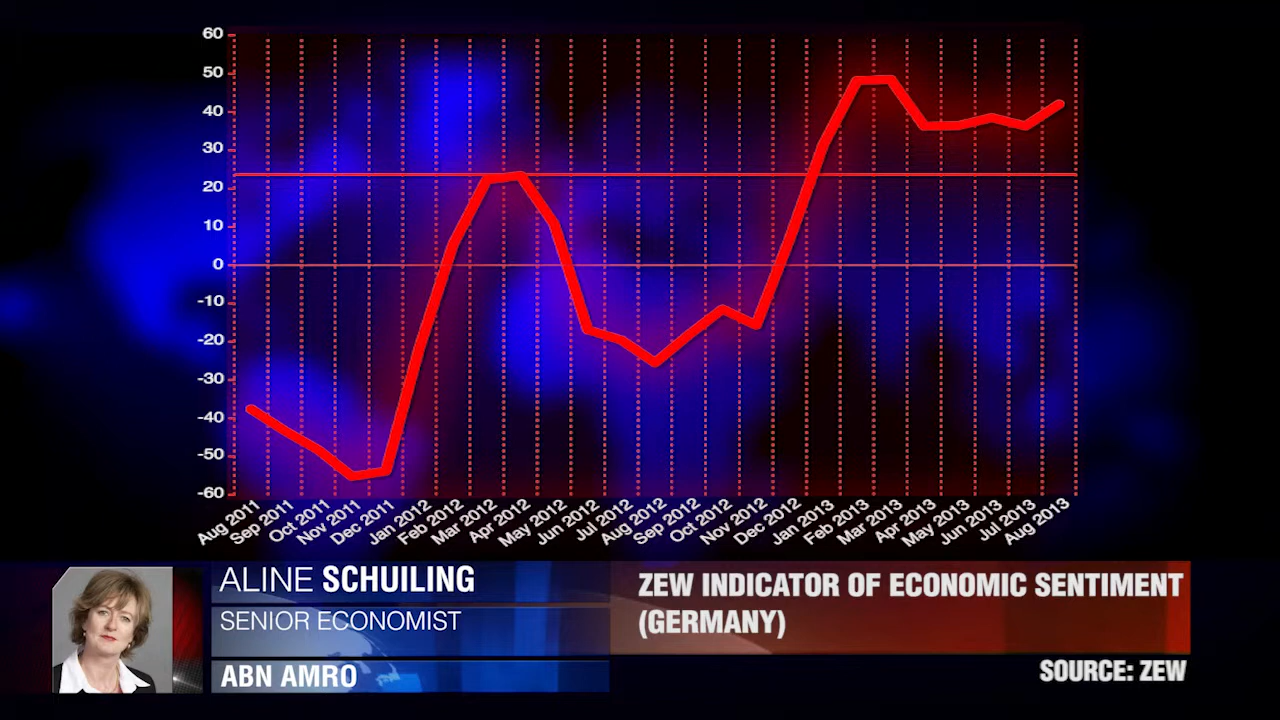 60
50
40
30
20
10
0
-10
-20
-30
-40
-50
-60
Aug 2011
Sep 2011
Oct 2011
Nov 2011
Dec 2011
Jan 2012
Feb 2012
Mar 2012
Apr 2012
May 2012
Jun 2012
Jul 2012
Aug 2012
Sep 2012
Oct 2012
Nov 2012
Dec 2012
Jan 2013
Feb 2013
Mar 2013
Apr 2013
May 2013
Jun 2013
Jul 2013
Aug 2013
ALINE SCHUILING
SENIOR ECONOMIST
ABN AMRO
ZEW INDICATOR OF ECONOMIC SENTIMENT
(GERMANY)
SOURCE: ZEW